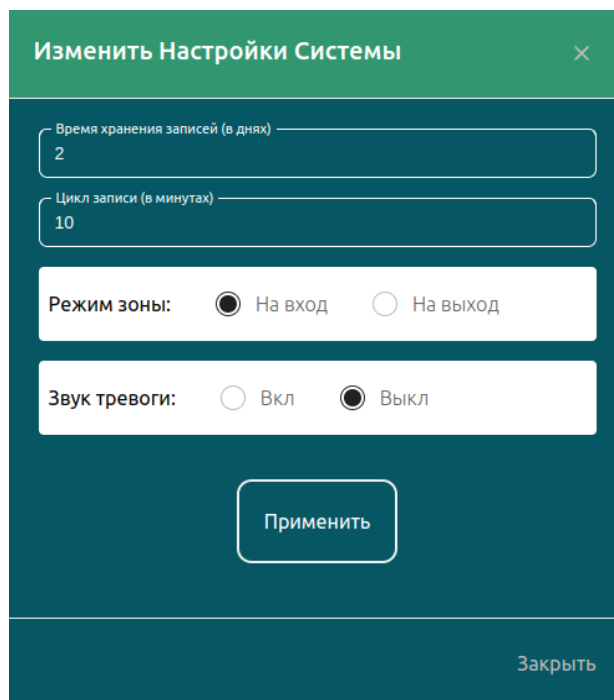 Изменить Настройки Системы
Время хранения записей (в днях)
2
Цикл записи (в минутах)
10
Режим зоны: На вход На выход
Звук тревоги: Вкл Выкл
Применить
Закрыть